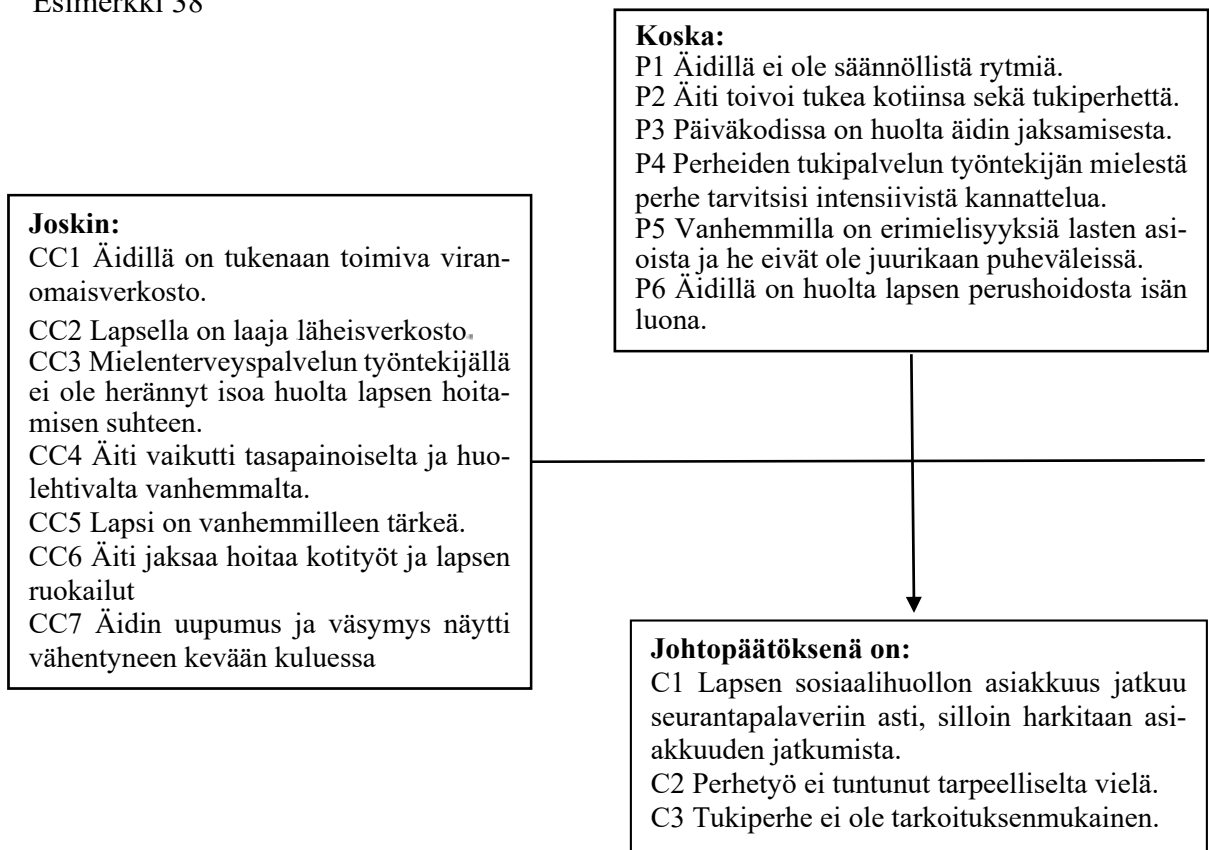 Esimerkki 38
Koska:
P1 Äidillä ei ole säännöllistä rytmiä.
P2 Äiti toivoi tukea kotiinsa sekä tukiperhettä.
P3 Päiväkodissa on huolta äidin jaksamisesta.
P4 Perheiden tukipalvelun työntekijän mielestä
perhe tarvitsisi intensiivistä kannattelua.
P5 Vanhemmilla on erimielisyyksiä lasten asi-
oista ja he eivät ole juurikaan puheväleissä.
P6 Äidillä on huolta lapsen perushoidosta isän
luona.
Joskin:
CC1 Äidillä on tukenaan toimiva viran-
omaisverkosto.
CC2 Lapsella on laaja läheisverkosto.
CC3 Mielenterveyspalvelun työntekijällä
ei ole herännyt isoa huolta lapsen hoita-
misen suhteen.
CC4 Äiti vaikutti tasapainoiselta ja huo-
lehtivalta vanhemmalta.
CC5 Lapsi on vanhemmilleen tärkeä.
CC6 Äiti jaksaa hoitaa kotityöt ja lapsen
ruokailut
CC7 Äidin uupumus ja väsymys näytti
vähentyneen kevään kuluessa
Johtopäätöksenä on:
C1 Lapsen sosiaalihuollon asiakkuus jatkuu
seurantapalaveriin asti, silloin harkitaan asi-
akkuuden jatkumista.
C2 Perhetyö ei tuntunut tarpeelliselta vielä.
C3 Tukiperhe ei ole tarkoituksenmukainen.